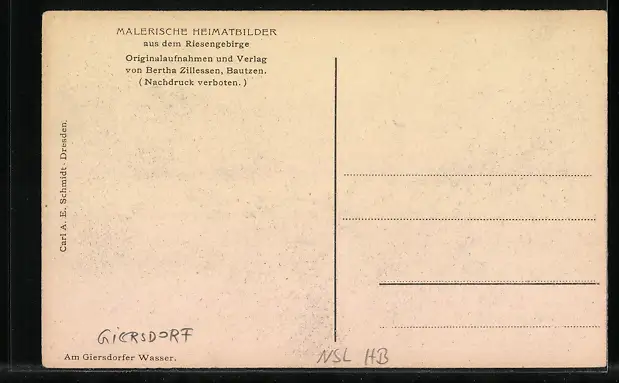 MALERISCHE HEIMATBILDER
aus dem Riesengebirge
Originalaufnahmen und Verlag
von Bertha Zillessen, Bautzen.
(Nachdruck verboten.)
Carl A. E. Schmidt - Dresden.
GiERSDORF
Am Giersdorfer Wasser.
NSL HB